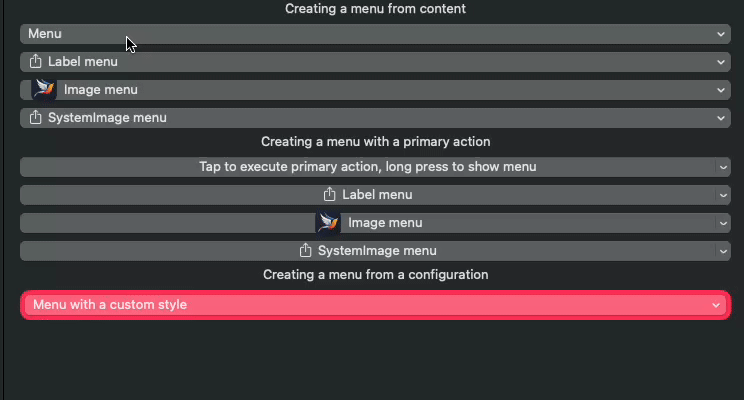 Creating a menu from content
Menu
Label menu
Image menu
SystemImage menu
Creating a menu with a primary action
Tap to execute primary action, long press to show menu
Label menu
Image menu
SystemImage menu
Creating a menu from a configuration
Menu with a custom style